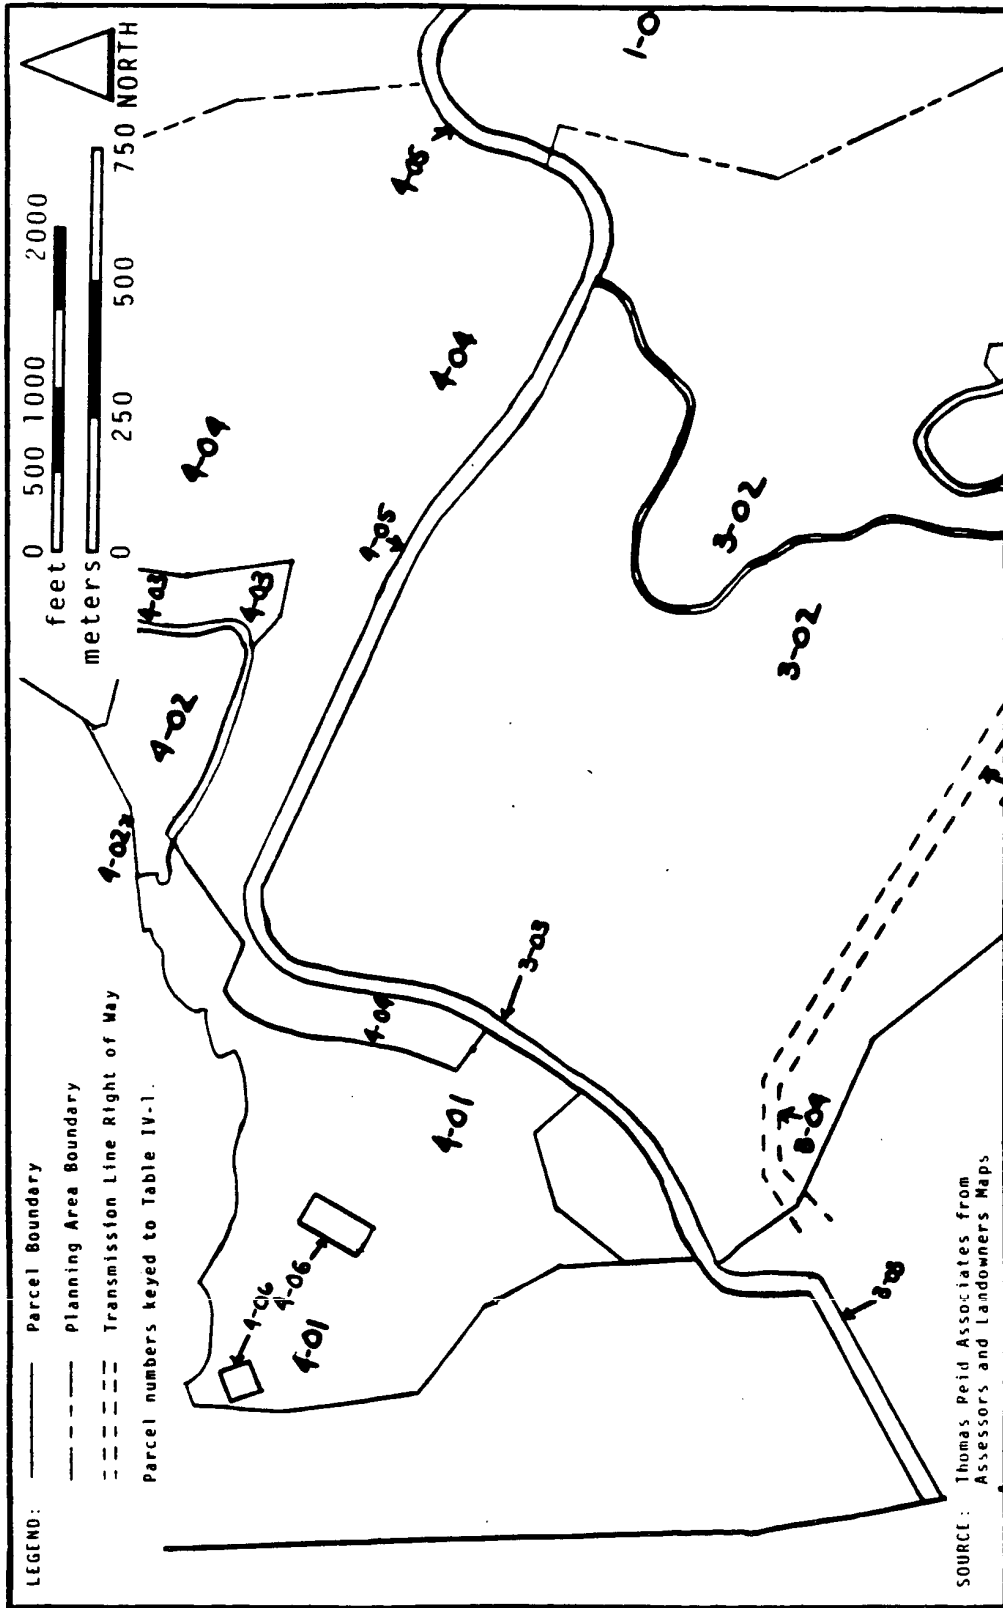 LEGEND:
Parcel Boundary
Planning Area Boundary
Transmission Line Right of Way
Parcel numbers keyed to Table IV-1.
feet 0 500 1000 2000
meters 0 250 500 750
NORTH
4-02a
4-02
4-03
4-03
4-04
4-04
4-05
4-05
1-0
4-06
4-06
4-01
4-01
4-04
3-03
3-02
3-02
8-04
3-03
SOURCE: Thomas Reid Associates from
Assessors and Landowners Maps